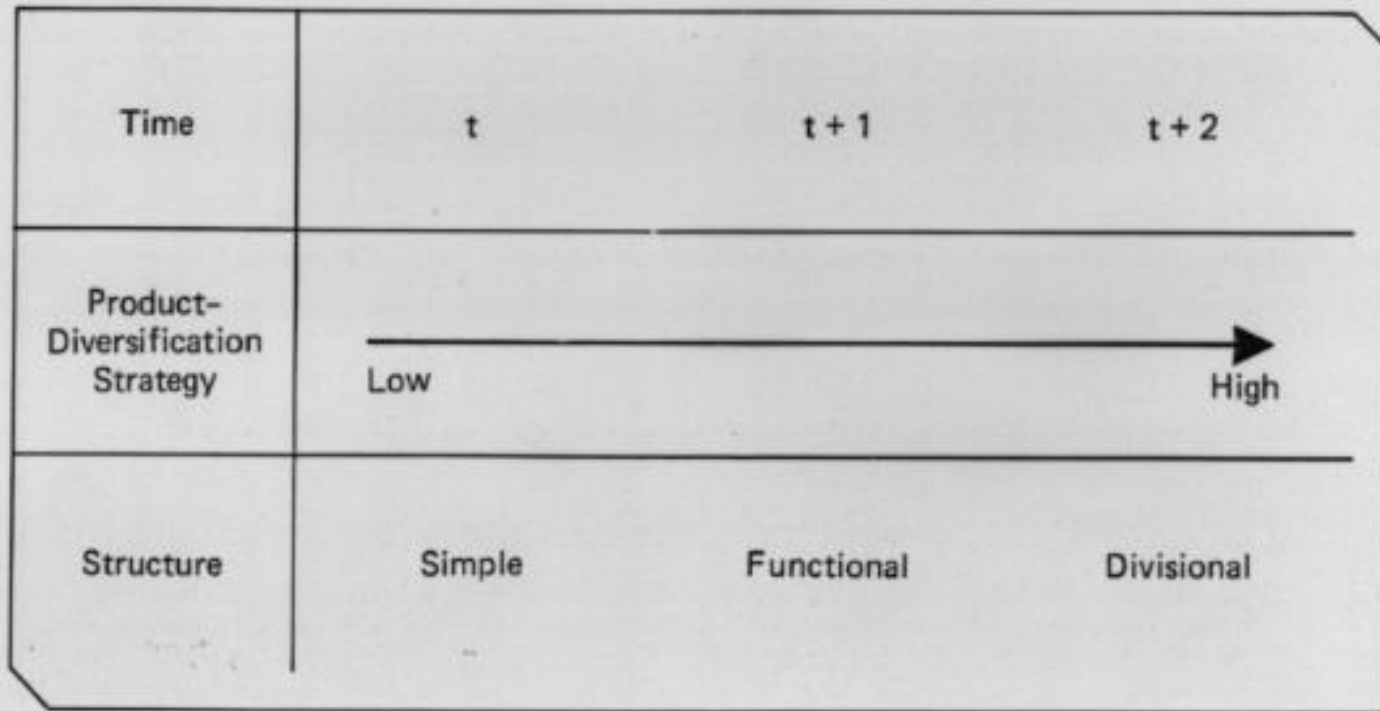 Time t t + 1 t + 2
Product–
Diversification
Strategy
Low High
Structure Simple Functional Divisional